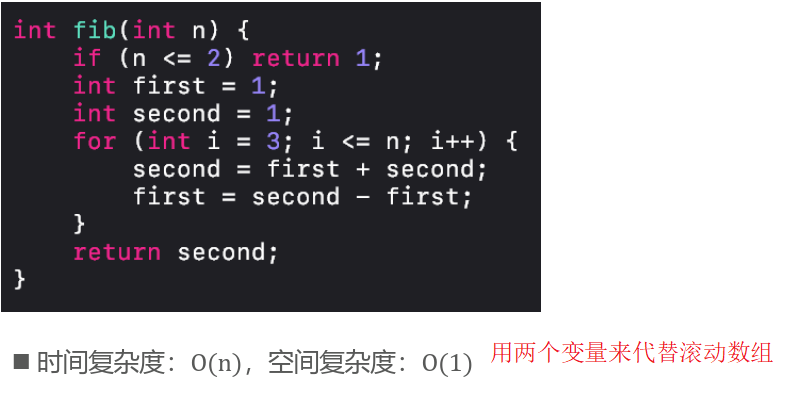 int fib(int n) {
    if (n <= 2) return 1;
    int first = 1;
    int second = 1;
    for (int i = 3; i <= n; i++) {
        second = first + second;
        first = second - first;
    }
    return second;
}
■ 时间复杂度：O(n)，空间复杂度：O(1) 用两个变量来代替滚动数组